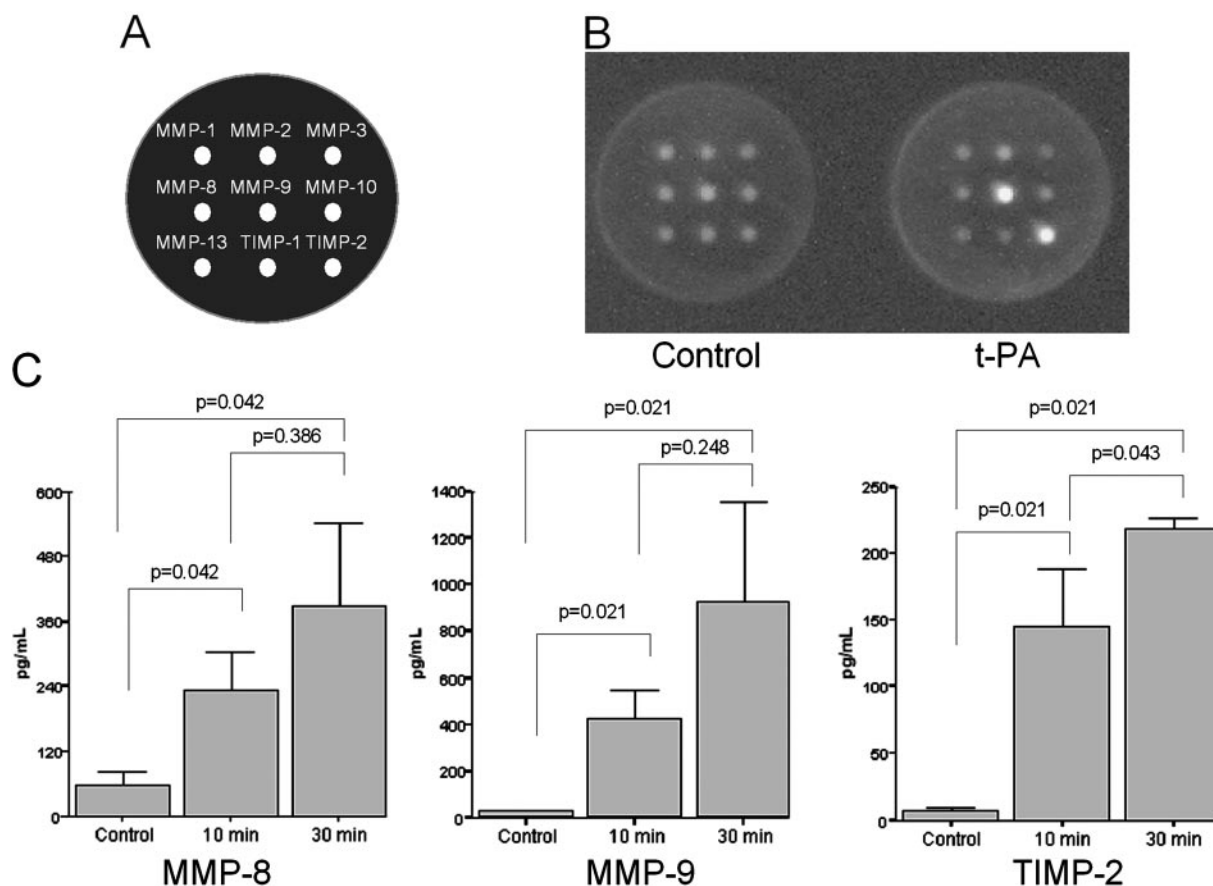 A
MMP-1 MMP-2 MMP-3
MMP-8 MMP-9 MMP-10
MMP-13 TIMP-1 TIMP-2
B
Control t-PA
C
p=0.042
p=0.386
p=0.042
600
480
360
240
120
0
pg/mL
Control 10 min 30 min
MMP-8
p=0.021
p=0.248
p=0.021
1400
1200
1000
800
600
400
200
0
pg/mL
Control 10 min 30 min
MMP-9
p=0.021
p=0.043
p=0.021
250
200
150
100
50
0
pg/mL
Control 10 min 30 min
TIMP-2